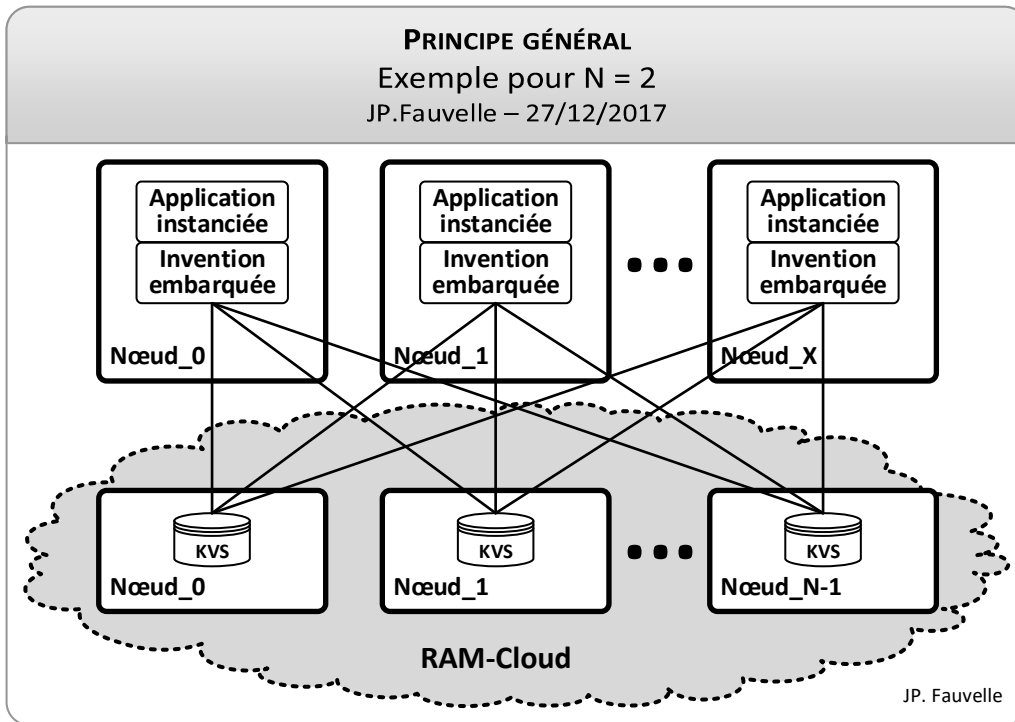 PRINCIPE GÉNÉRAL
Exemple pour N = 2
JP.Fauvelle – 27/12/2017
Application
instanciée
Invention
embarquée
Nœud_0
Application
instanciée
Invention
embarquée
Nœud_1
Application
instanciée
Invention
embarquée
Nœud_X
KVS
Nœud_0
KVS
Nœud_1
KVS
Nœud_N-1
RAM-Cloud
JP. Fauvelle